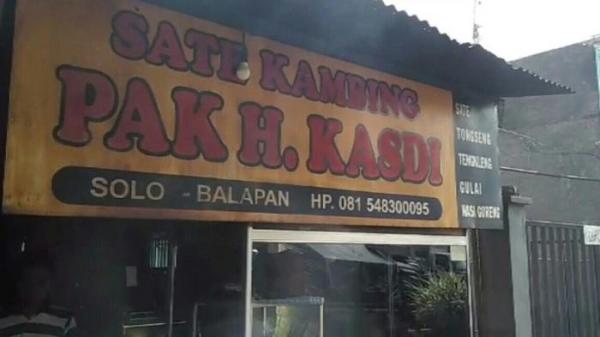 SATE KAMBING
PAK H. KASDI
SOLO - BALAPAN HP. 081 548300095
SATE
TONGSENG
TENGKLENG
GULAI
NASI GORENG